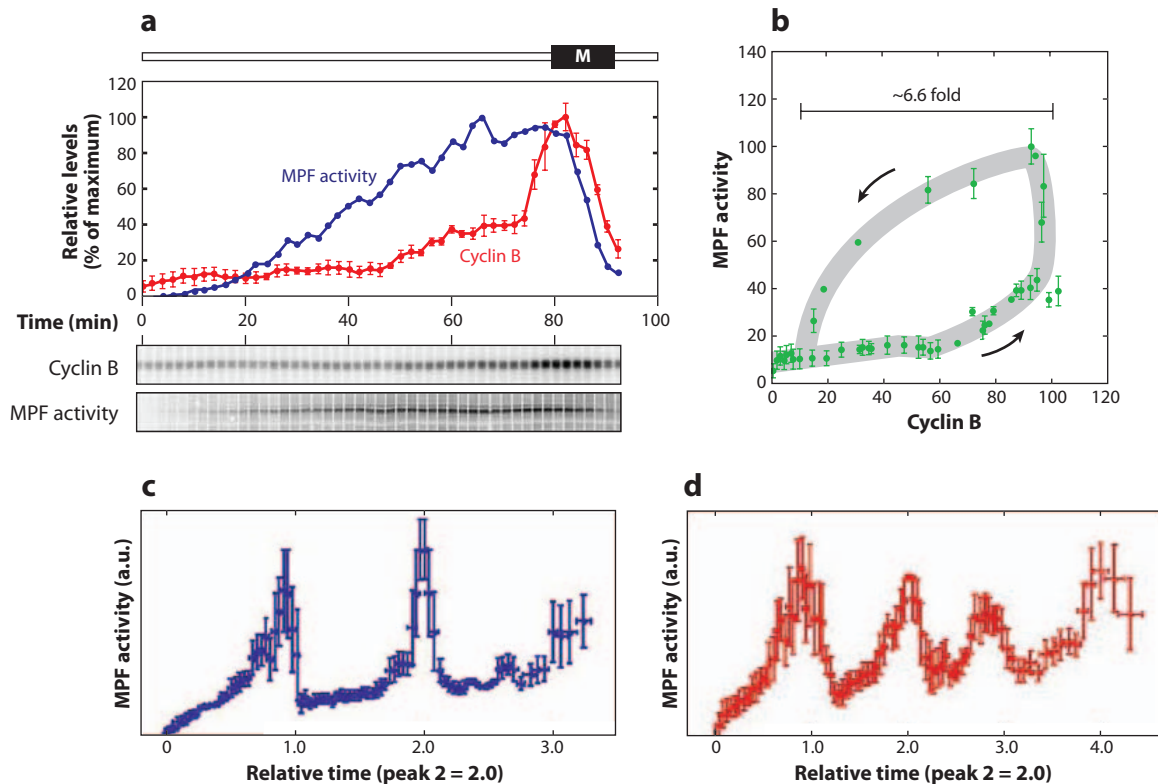 a
M
120
100
80
60
40
20
0
Relative levels
(% of maximum)
MPF activity
Cyclin B
0 20 40 60 80 100
Time (min)
Cyclin B
MPF activity
b
140
120
100
80
60
40
20
0
MPF activity
~6.6 fold
0 20 40 60 80 100 120
Cyclin B
c
MPF activity (a.u.)
0 1.0 2.0 3.0
Relative time (peak 2 = 2.0)
d
MPF activity (a.u.)
0 1.0 2.0 3.0 4.0
Relative time (peak 2 = 2.0)